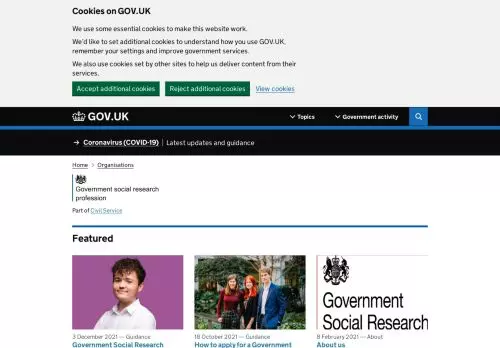 Cookies on GOV.UK
We use some essential cookies to make this website work.
We'd like to set additional cookies to understand how you use GOV.UK,
remember your settings and improve government services.
We also use cookies set by other sites to help us deliver content from their
services.
Accept additional cookies Reject additional cookies View cookies
GOV.UK Topics Government activity
→ Coronavirus (COVID-19) Latest updates and guidance
Home > Organisations
Government social research
profession
Part of Civil Service
Featured
Government
Social Research
3 December 2021 — Guidance 18 October 2021 — Guidance 8 February 2021 — About
Government Social Research How to apply for a Government About us